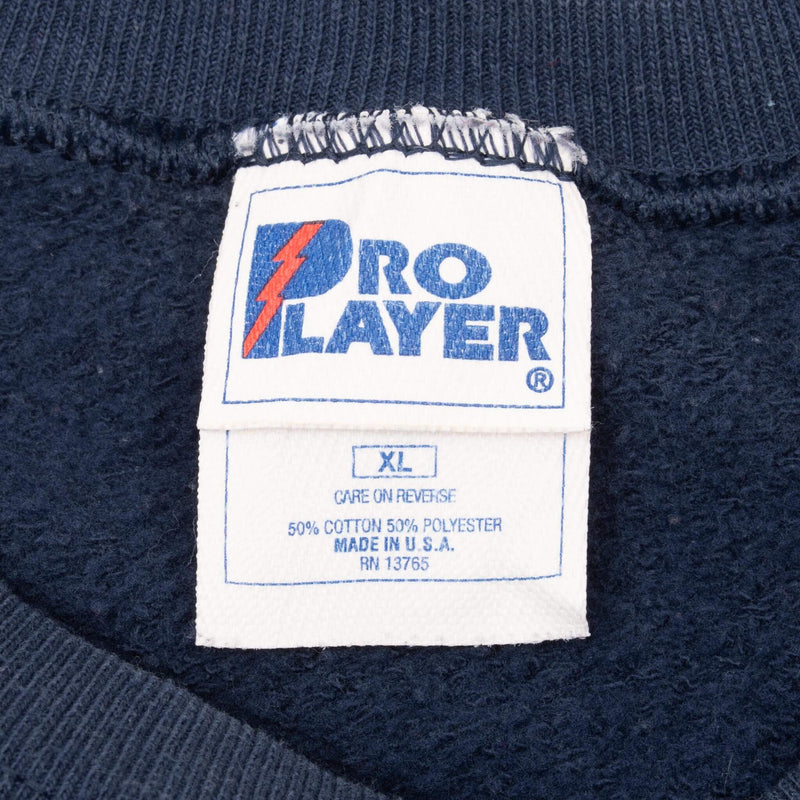 PRO
PLAYER
®
XL
CARE ON REVERSE
50% COTTON 50% POLYESTER
MADE IN U.S.A.
RN 13765